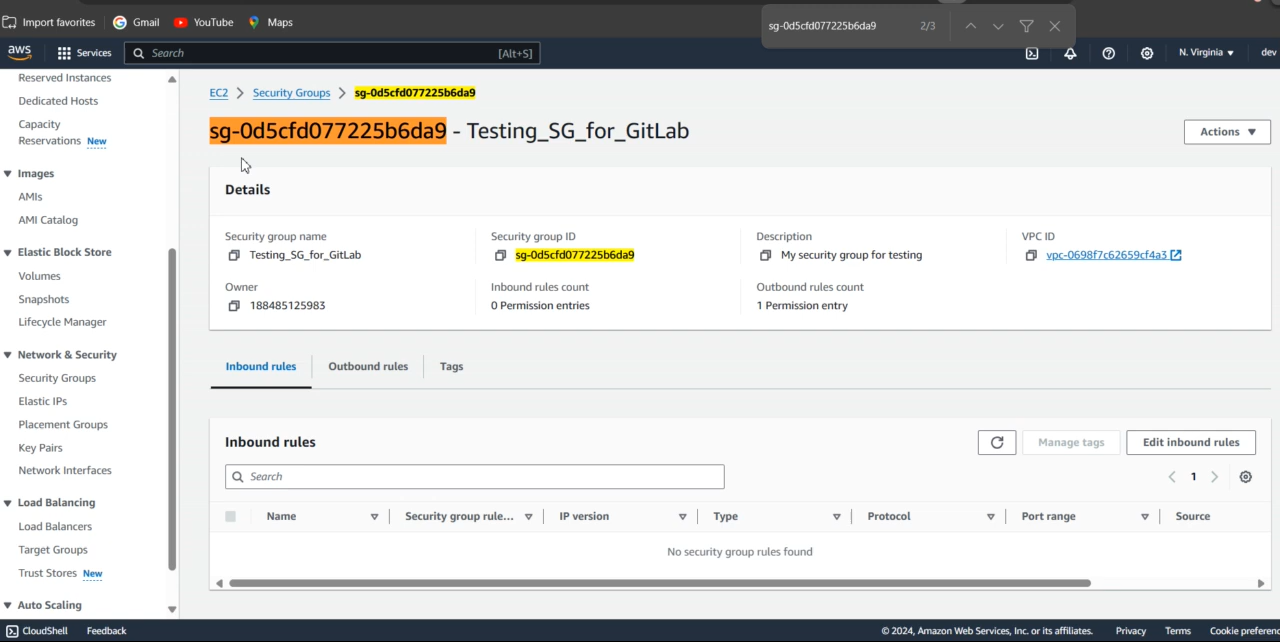 Import favorites Gmail YouTube Maps
sg-0d5cfd077225b6da9 2/3
aws Services Search [Alt+S] N. Virginia ▼ dev
Reserved Instances
Dedicated Hosts
Capacity
Reservations New
▼ Images
AMIs
AMI Catalog
▼ Elastic Block Store
Volumes
Snapshots
Lifecycle Manager
▼ Network & Security
Security Groups
Elastic IPs
Placement Groups
Key Pairs
Network Interfaces
▼ Load Balancing
Load Balancers
Target Groups
Trust Stores New
▼ Auto Scaling
EC2 > Security Groups > sg-0d5cfd077225b6da9
sg-0d5cfd077225b6da9 - Testing_SG_for_GitLab
Actions ▼
Details
Security group name
Testing_SG_for_GitLab
Security group ID
sg-0d5cfd077225b6da9
Description
My security group for testing
VPC ID
vpc-0698f7c62659cf4a3
Owner
188485125983
Inbound rules count
0 Permission entries
Outbound rules count
1 Permission entry
Inbound rules Outbound rules Tags
Inbound rules
Manage tags Edit inbound rules
Search
< 1 >
Name Security group rule... IP version Type Protocol Port range Source
No security group rules found
CloudShell Feedback © 2024, Amazon Web Services, Inc. or its affiliates. Privacy Terms Cookie preferenc